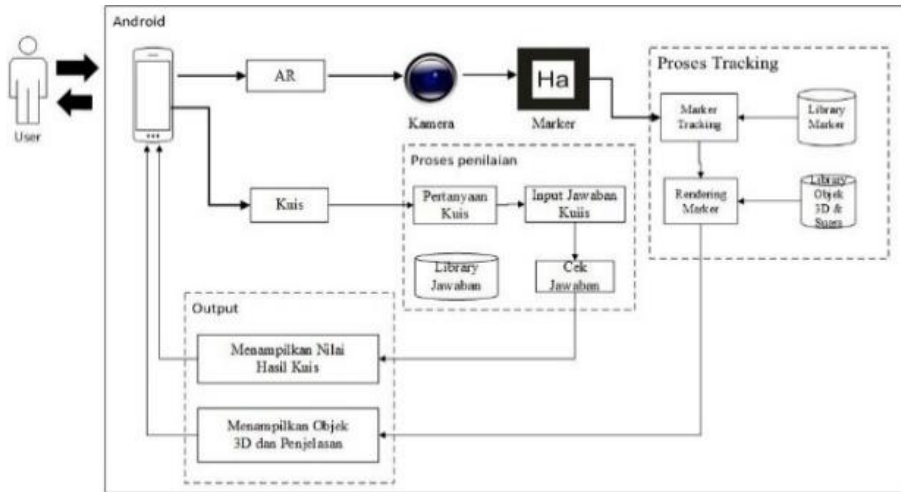 Android
User
AR
Kamera
Ha
Marker
Proses Tracking
Marker
Tracking
Library
Marker
Rendering
Marker
Library
Objek
3D &
Suara
Kuis
Proses penilaian
Pertanyaan
Kuis
Input Jawaban
Kuiis
Library
Jawaban
Cek
Jawaban
Output
Menampilkan Nilai
Hasil Kuis
Menampilkan Objek
3D dan Penjelasan